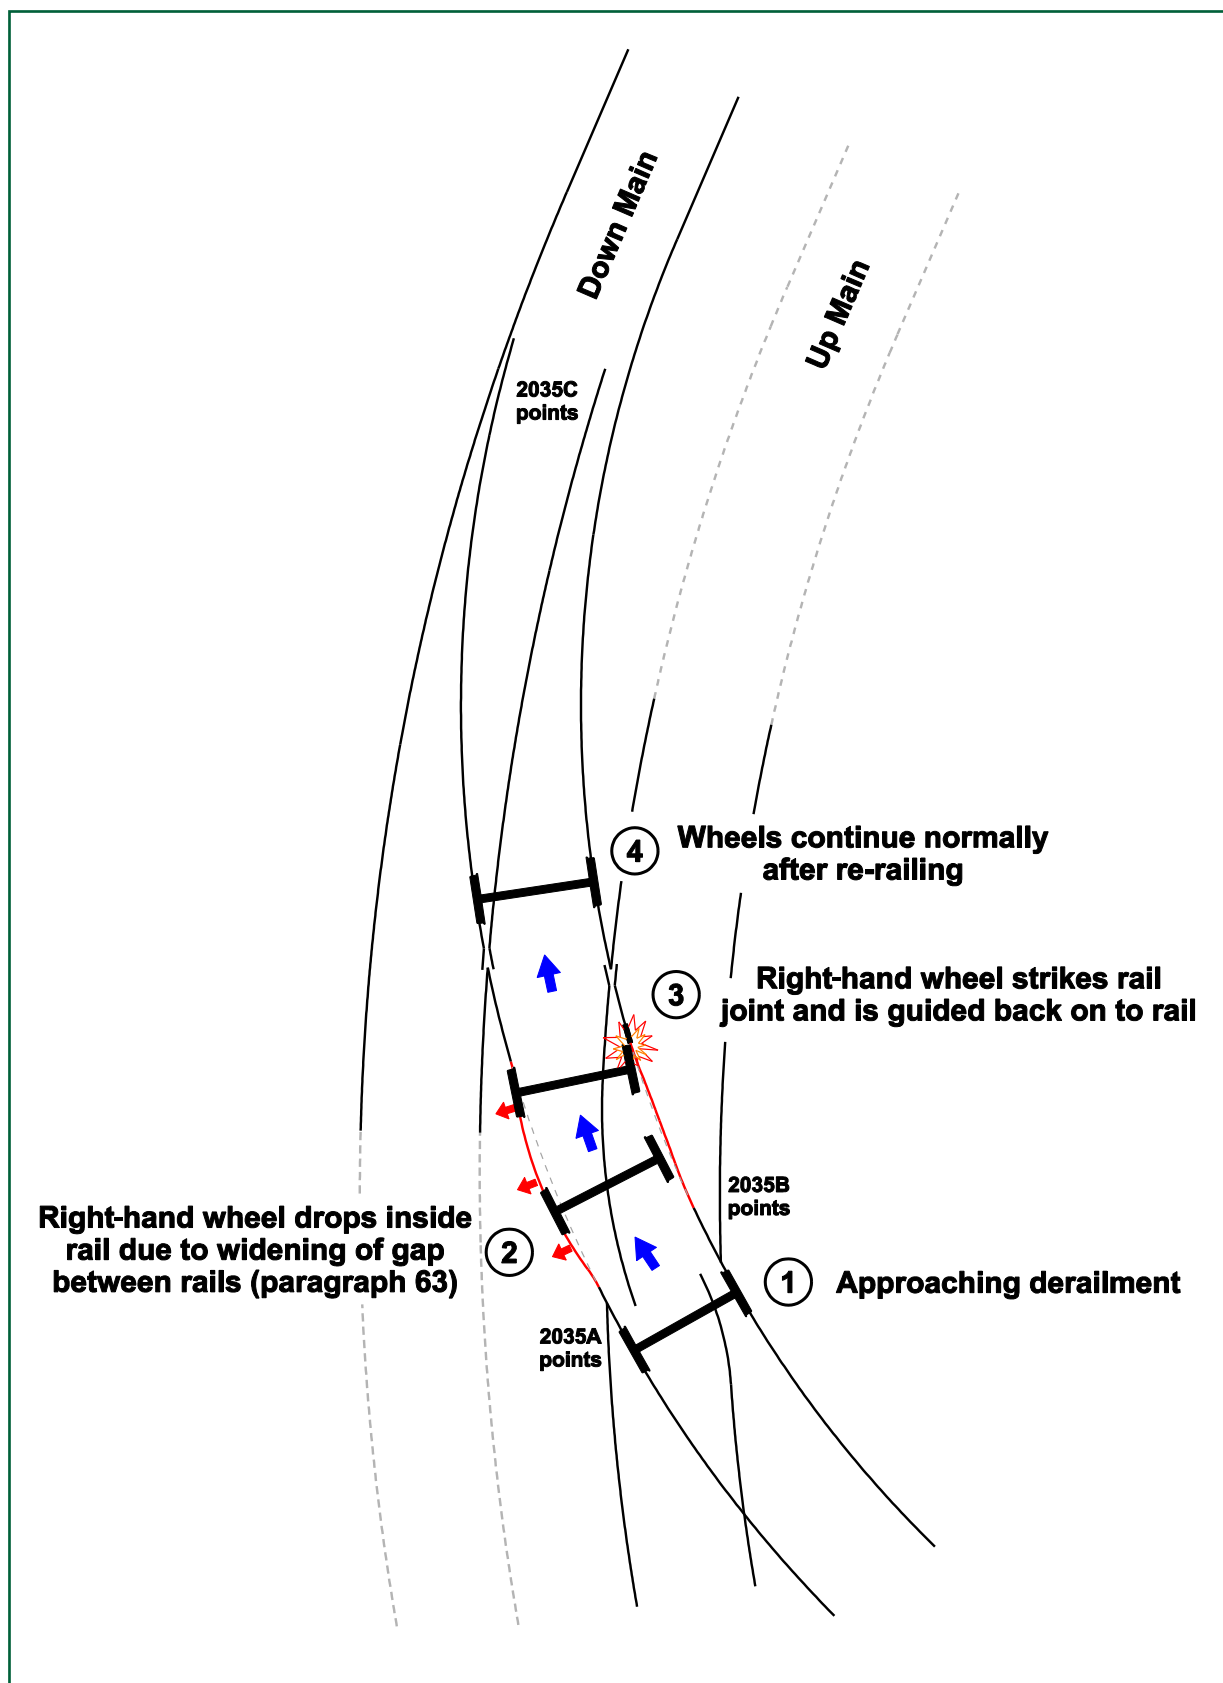 Down Main
Up Main
2035C
points
4
Wheels continue normally
after re-railing
3
Right-hand wheel strikes rail
joint and is guided back on to rail
2035B
points
Right-hand wheel drops inside
rail due to widening of gap
between rails (paragraph 63)
2
1
Approaching derailment
2035A
points